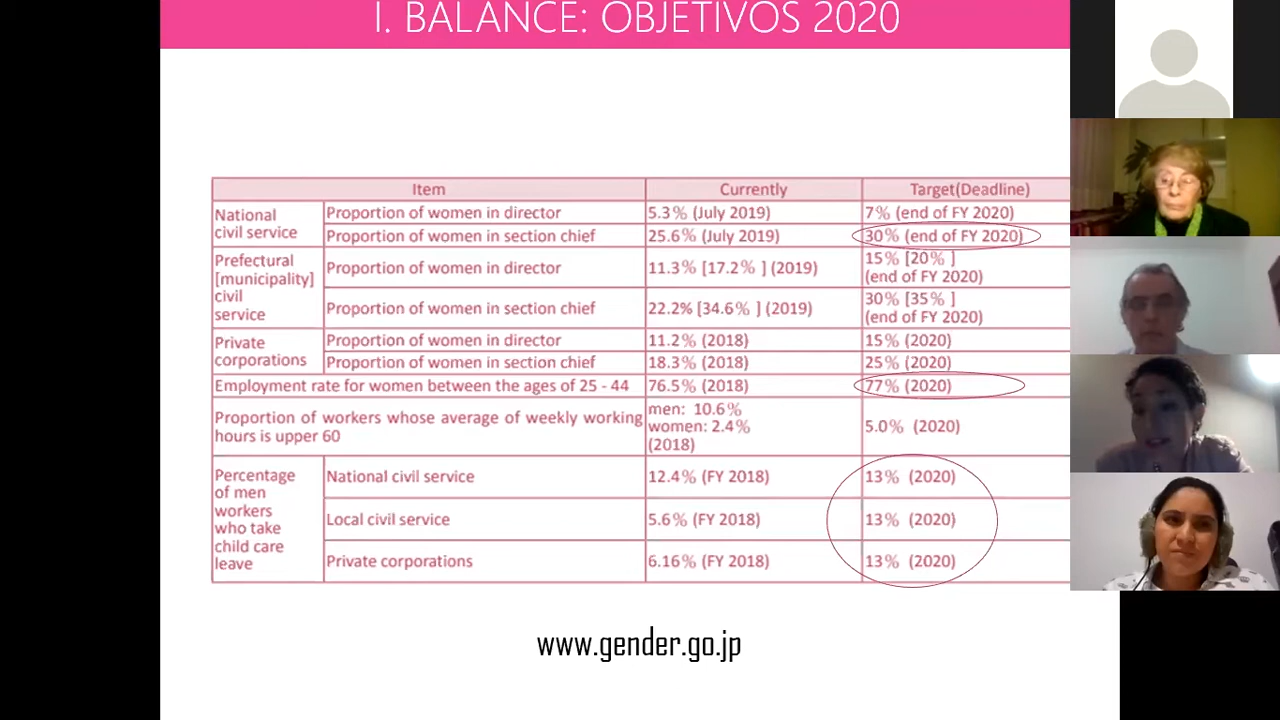 I. BALANCE: OBJETIVOS 2020
Item Currently Target(Deadline)
National civil service
Proportion of women in director 5.3% (July 2019) 7% (end of FY 2020)
Proportion of women in section chief 25.6% (July 2019) 30% (end of FY 2020)
Prefectural [municipality] civil service
Proportion of women in director 11.3% [17.2% ] (2019) 15% [20% ] (end of FY 2020)
Proportion of women in section chief 22.2% [34.6% ] (2019) 30% [35% ] (end of FY 2020)
Private corporations
Proportion of women in director 11.2% (2018) 15% (2020)
Proportion of women in section chief 18.3% (2018) 25% (2020)
Employment rate for women between the ages of 25 - 44 76.5% (2018) 77% (2020)
Proportion of workers whose average of weekly working hours is upper 60 men: 10.6% women: 2.4% (2018) 5.0% (2020)
Percentage of men workers who take child care leave
National civil service 12.4% (FY 2018) 13% (2020)
Local civil service 5.6% (FY 2018) 13% (2020)
Private corporations 6.16% (FY 2018) 13% (2020)
www.gender.go.jp